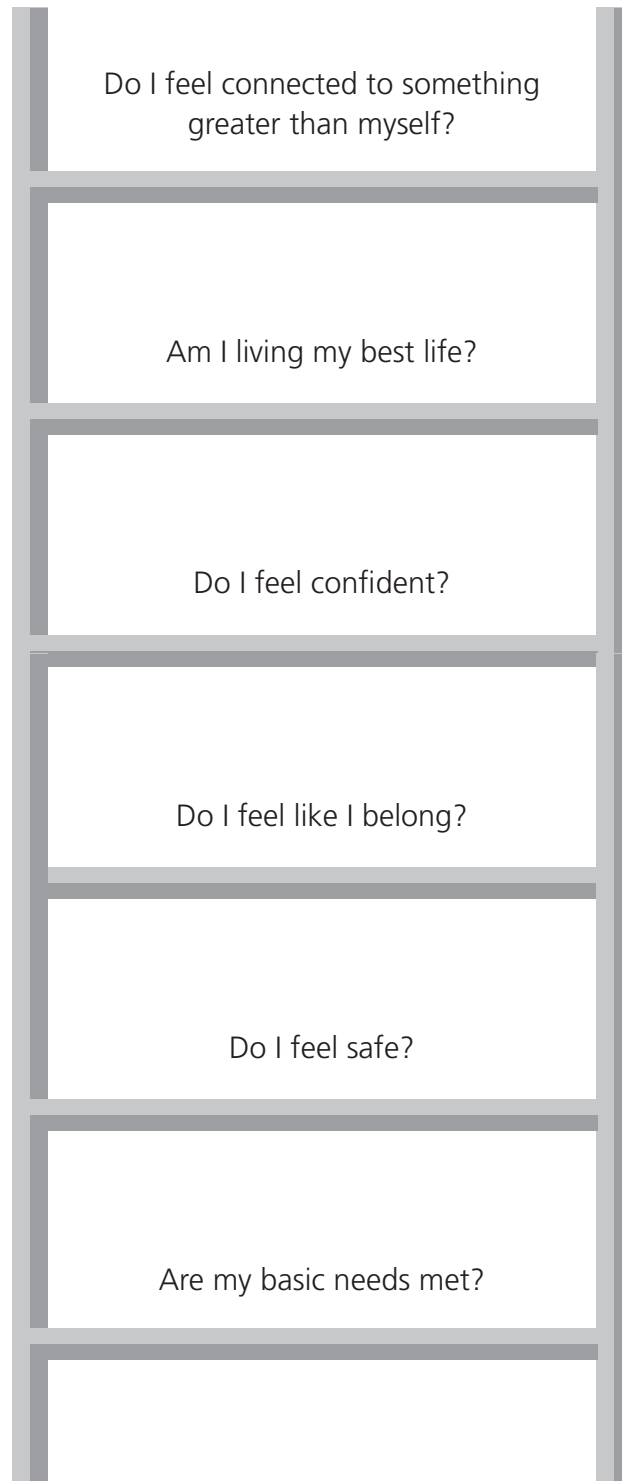 Do I feel connected to something
greater than myself?
Am I living my best life?
Do I feel confident?
Do I feel like I belong?
Do I feel safe?
Are my basic needs met?